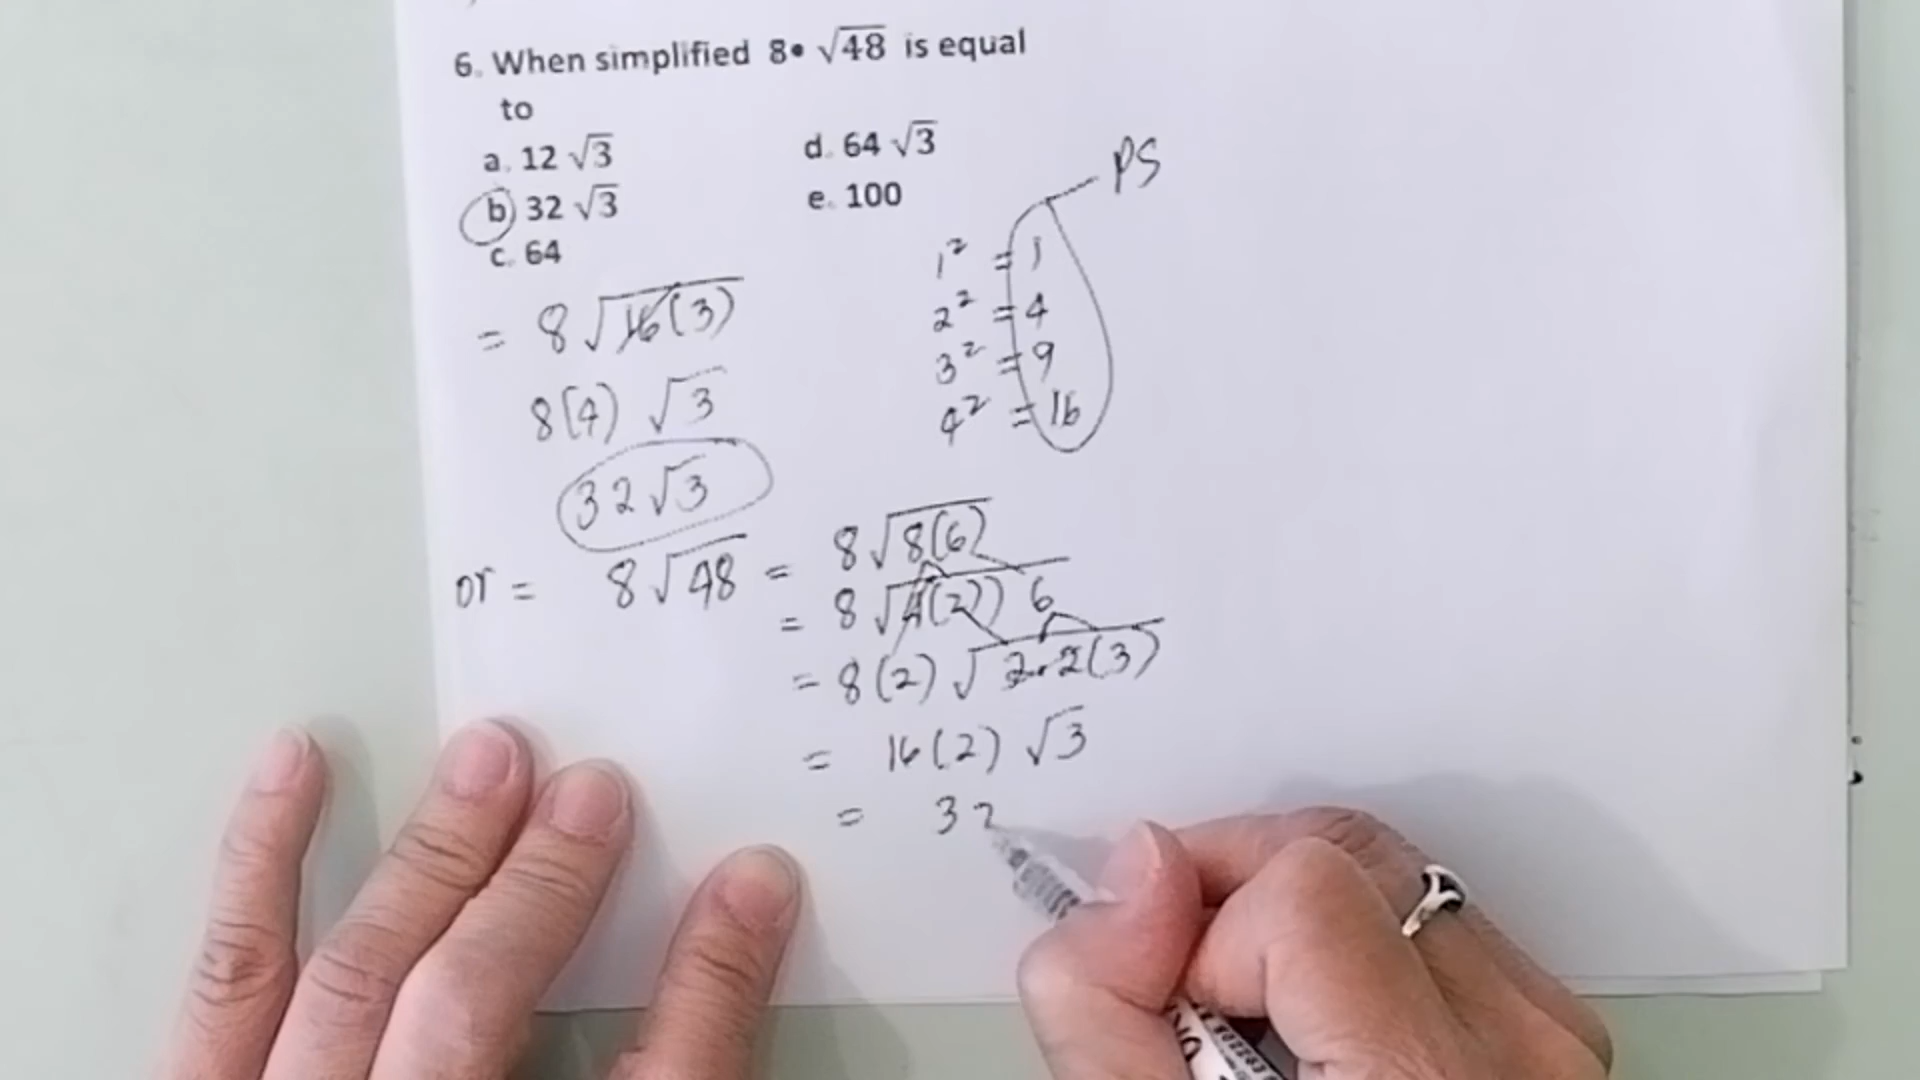 6. When simplified 8• √48 is equal
to
a. 12 √3
b. 32 √3
c. 64
d. 64 √3
e. 100
PS
1² = 1
2² = 4
3² = 9
4² = 16
= 8√16(3)
8(4) √3
32√3
or = 8√48 = 8√8(6)
= 8√4(2)) 6
= 8(2) √2·2(3)
= 16(2) √3
= 32